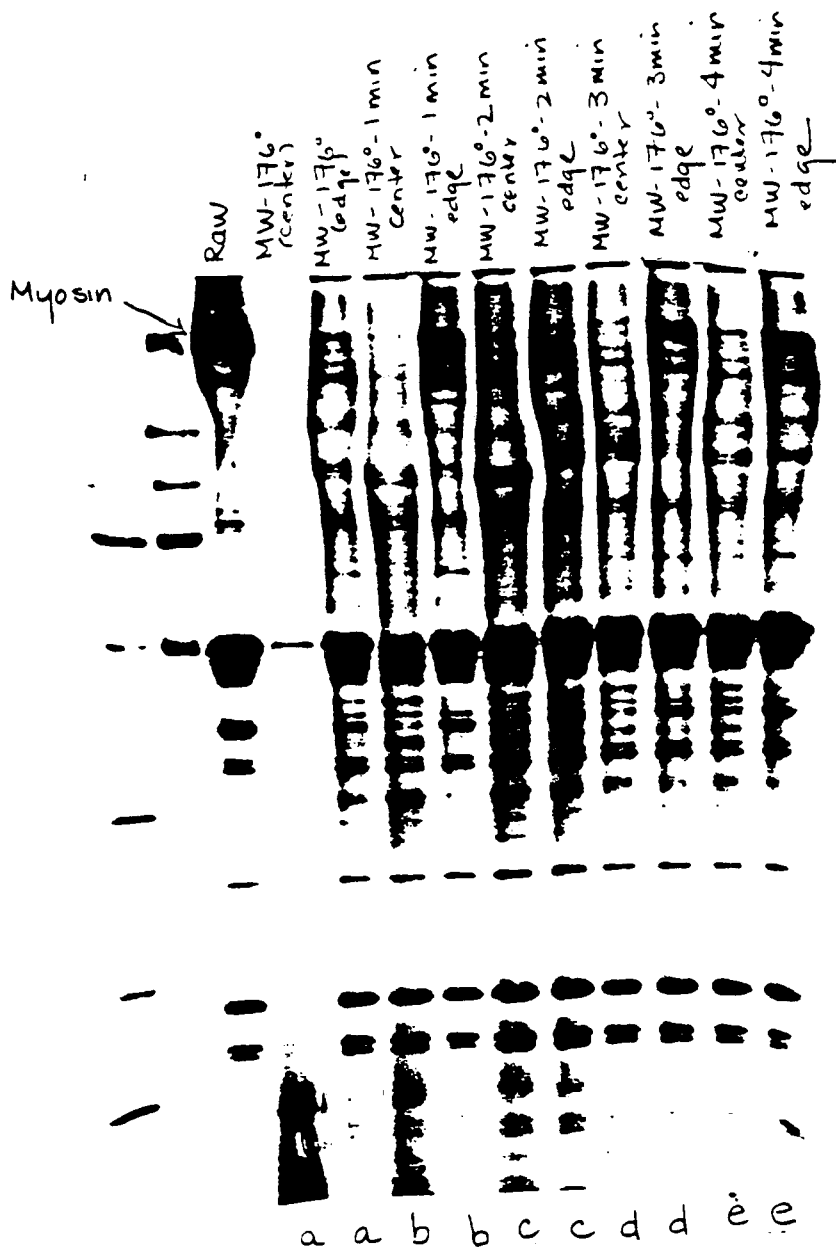 Raw
MW-176°
(center)
MW-176°
(edge)
MW-176°-1min
center
MW-176°-1min
edge
MW-176°-2min
center
MW-176°-2min
edge
MW-176°-3min
center
MW-176°-3min
edge
MW-176°-4min
center
MW-176°-4min
edge
Myosin
a a b b c c d d e e